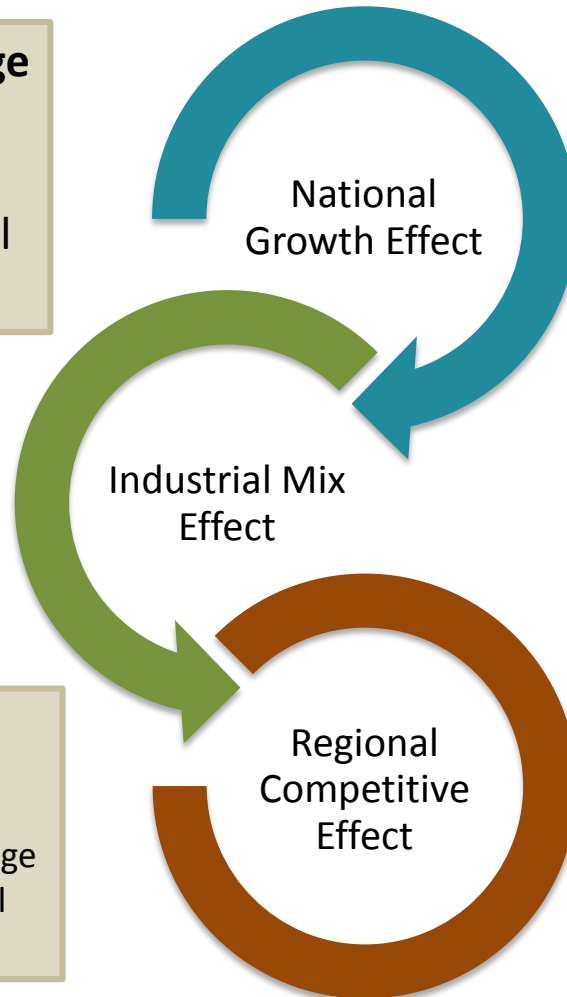 National
Growth Effect
Industrial Mix
Effect
Regional
Competitive
Effect